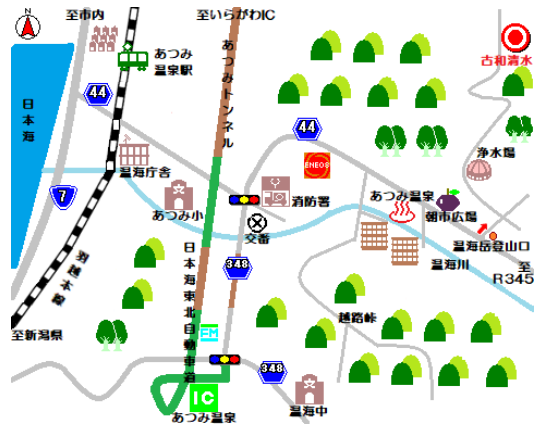 至市内
至いらがわIC
あつみ
温泉駅
古和清水
44
あつみトンネル
日本海
44
浄水場
温海庁舎
ENEOS
消防署
あつみ小
7
交番
あつみ温泉
朝市広場
温海岳登山口
温海川
至
R345
羽越本線
日本海東北自動車道
348
越路峠
至新潟県
EM
348
IC
あつみ温泉
温海中